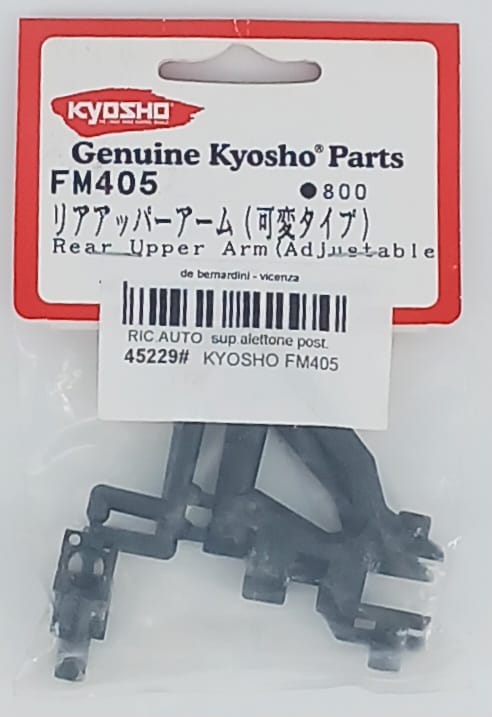 KYOSHO
Genuine Kyosho® Parts
FM405 ●800
リアアッパーアーム(可変タイプ)
Rear Upper Arm(Adjustable
de bernardini - vicenza
RIC.AUTO sup.alettone post.
45229# KYOSHO FM405